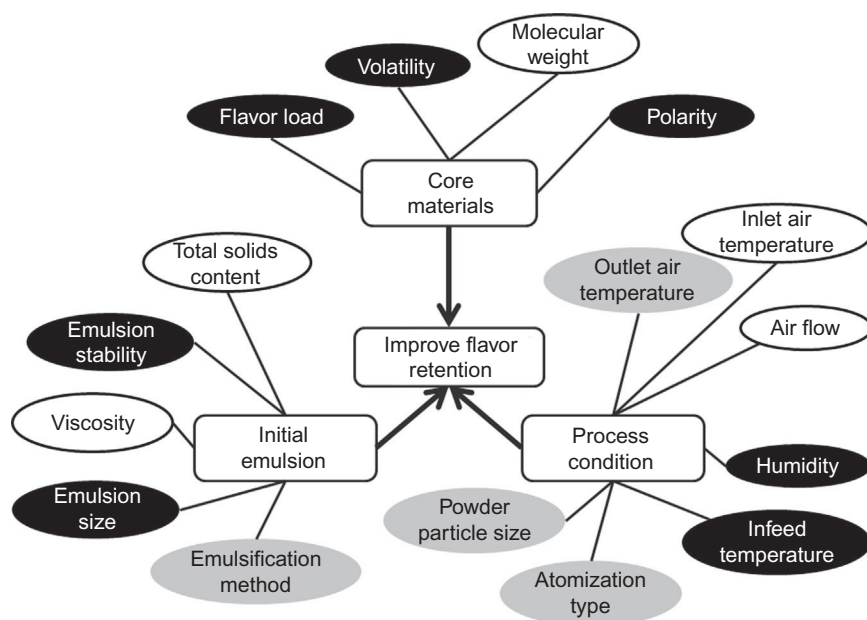 Molecular
weight
Volatility
Flavor load
Polarity
Core
materials
Total solids
content
Outlet air
temperature
Inlet air
temperature
Emulsion
stability
Improve flavor
retention
Air flow
Viscosity
Initial
emulsion
Process
condition
Humidity
Emulsion
size
Powder
particle size
Infeed
temperature
Emulsification
method
Atomization
type